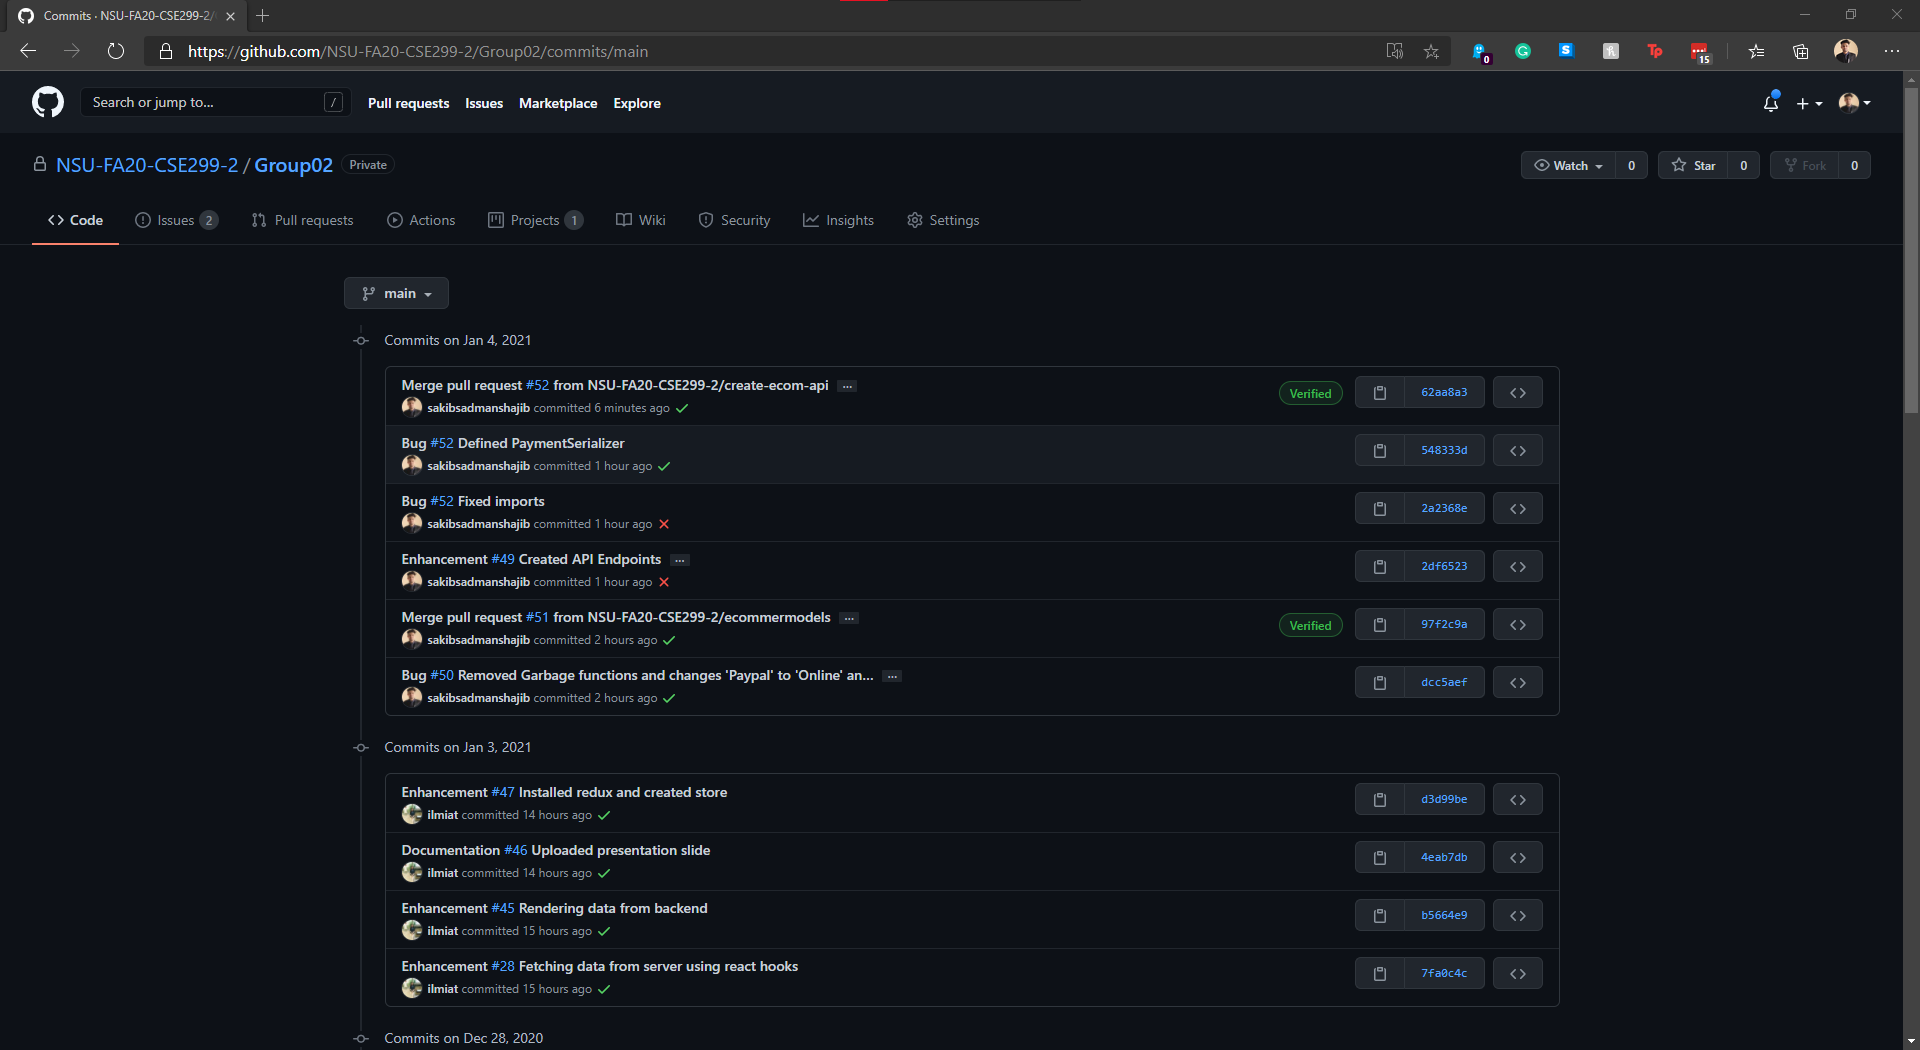 Commits · NSU-FA20-CSE299-2/
https://github.com/NSU-FA20-CSE299-2/Group02/commits/main
0
15
Search or jump to...
/
Pull requests
Issues
Marketplace
Explore
NSU-FA20-CSE299-2 / Group02
Private
Watch
0
Star
0
Fork
0
Code
Issues 2
Pull requests
Actions
Projects 1
Wiki
Security
Insights
Settings
main
Commits on Jan 4, 2021
Merge pull request #52 from NSU-FA20-CSE299-2/create-ecom-api ...
sakibsadmanshajib committed 6 minutes ago
Verified
62aa8a3
Bug #52 Defined PaymentSerializer
sakibsadmanshajib committed 1 hour ago
548333d
Bug #52 Fixed imports
sakibsadmanshajib committed 1 hour ago
2a2368e
Enhancement #49 Created API Endpoints ...
sakibsadmanshajib committed 1 hour ago
2df6523
Merge pull request #51 from NSU-FA20-CSE299-2/ecommermodels ...
sakibsadmanshajib committed 2 hours ago
Verified
97f2c9a
Bug #50 Removed Garbage functions and changes 'Paypal' to 'Online' an... ...
sakibsadmanshajib committed 2 hours ago
dcc5aef
Commits on Jan 3, 2021
Enhancement #47 Installed redux and created store
ilmiat committed 14 hours ago
d3d99be
Documentation #46 Uploaded presentation slide
ilmiat committed 14 hours ago
4eab7db
Enhancement #45 Rendering data from backend
ilmiat committed 15 hours ago
b5664e9
Enhancement #28 Fetching data from server using react hooks
ilmiat committed 15 hours ago
7fa0c4c
Commits on Dec 28, 2020